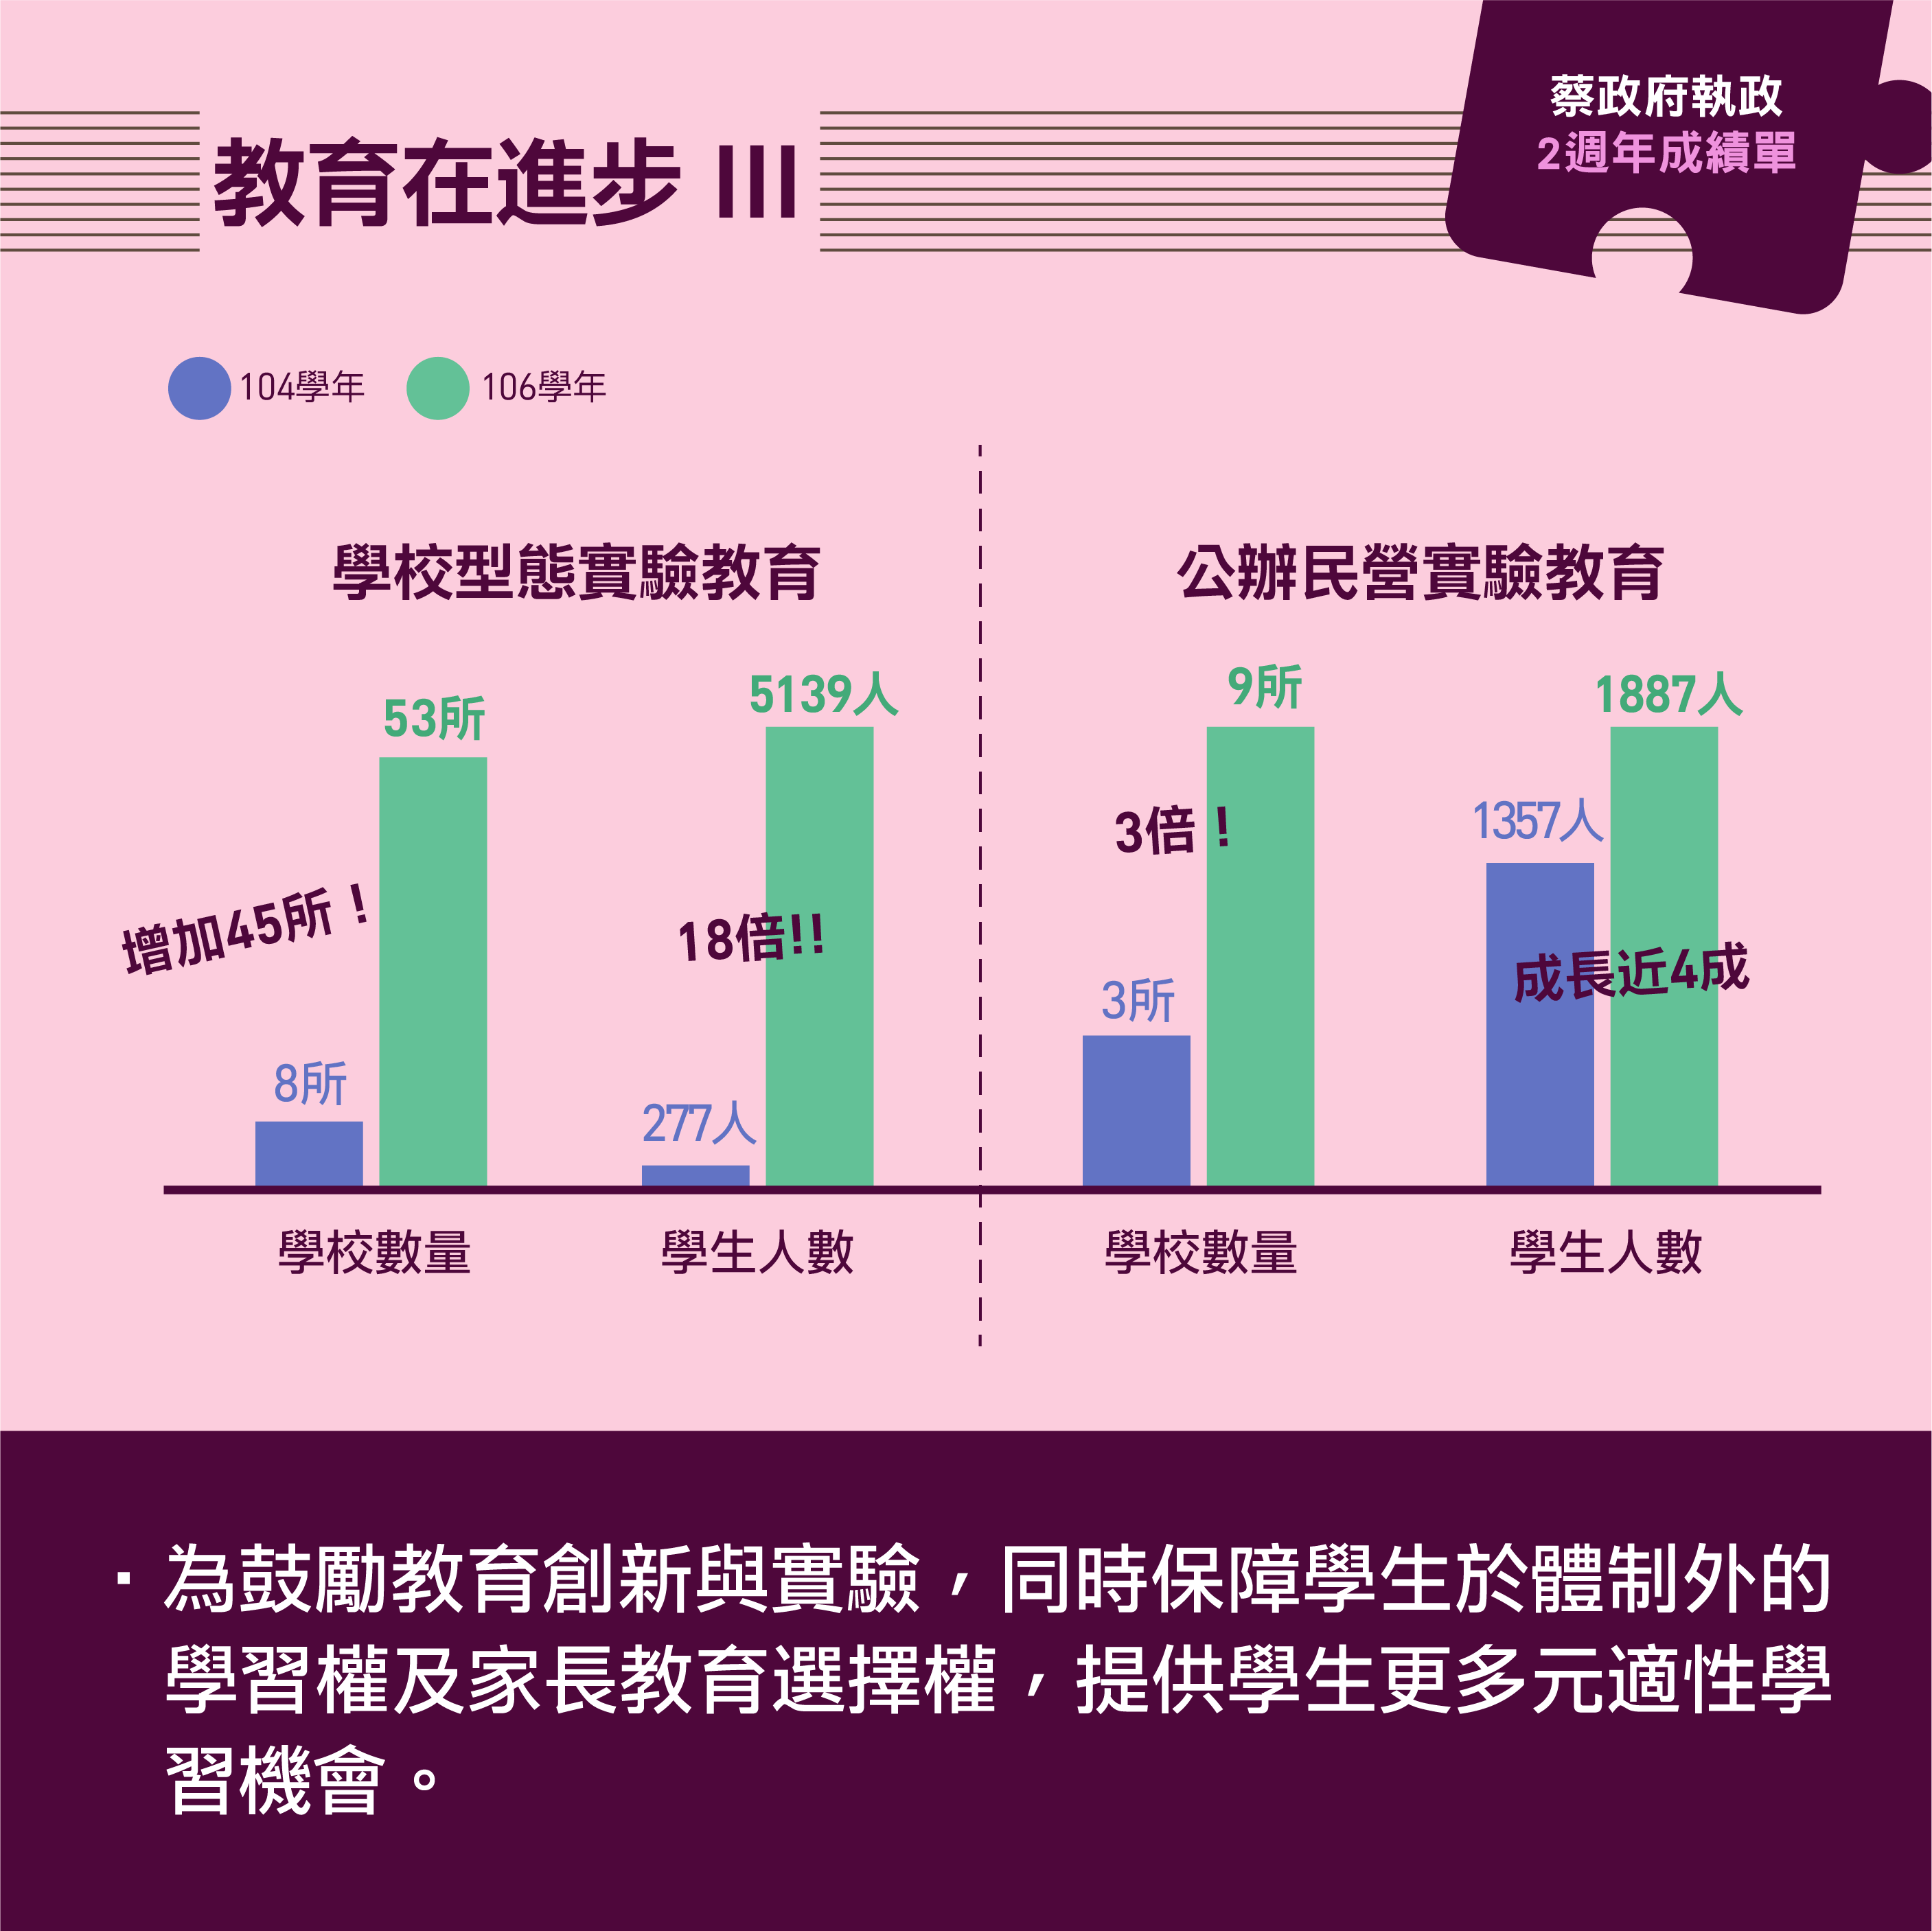 蔡政府執政
2週年成績單
教育在進步 III
104學年 106學年
學校型態實驗教育
53所
5139人
增加45所！
18倍!!
8所
277人
學校數量
學生人數
公辦民營實驗教育
9所
1887人
3倍！
1357人
3所
成長近4成
學校數量
學生人數
· 為鼓勵教育創新與實驗，同時保障學生於體制外的
學習權及家長教育選擇權，提供學生更多元適性學
習機會。